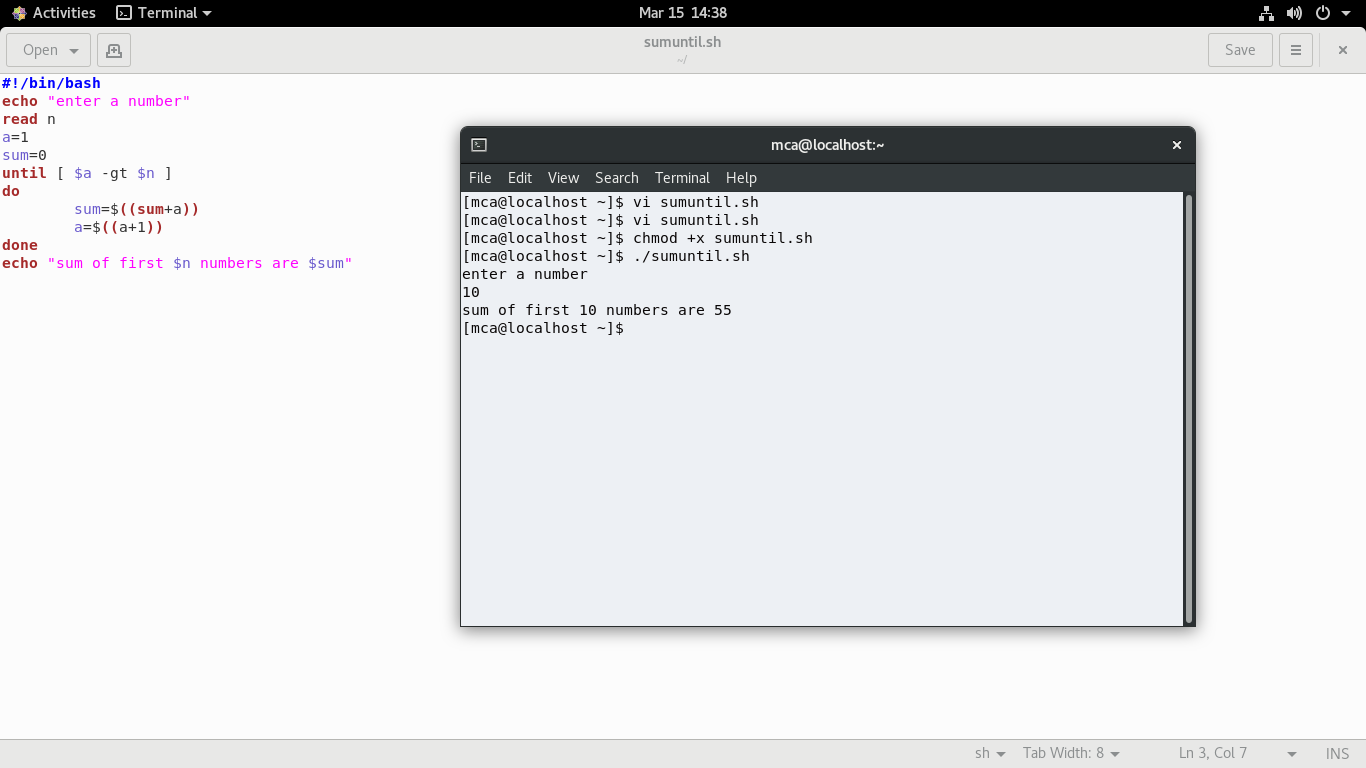 Activities Terminal Mar 15 14:38
Open sumuntil.sh Save
~/
#!/bin/bash
echo "enter a number"
read n
a=1
sum=0
until [ $a -gt $n ]
do
        sum=$((sum+a))
        a=$((a+1))
done
echo "sum of first $n numbers are $sum"
mca@localhost:~
File Edit View Search Terminal Help
[mca@localhost ~]$ vi sumuntil.sh
[mca@localhost ~]$ vi sumuntil.sh
[mca@localhost ~]$ chmod +x sumuntil.sh
[mca@localhost ~]$ ./sumuntil.sh
enter a number
10
sum of first 10 numbers are 55
[mca@localhost ~]$
sh Tab Width: 8 Ln 3, Col 7 INS